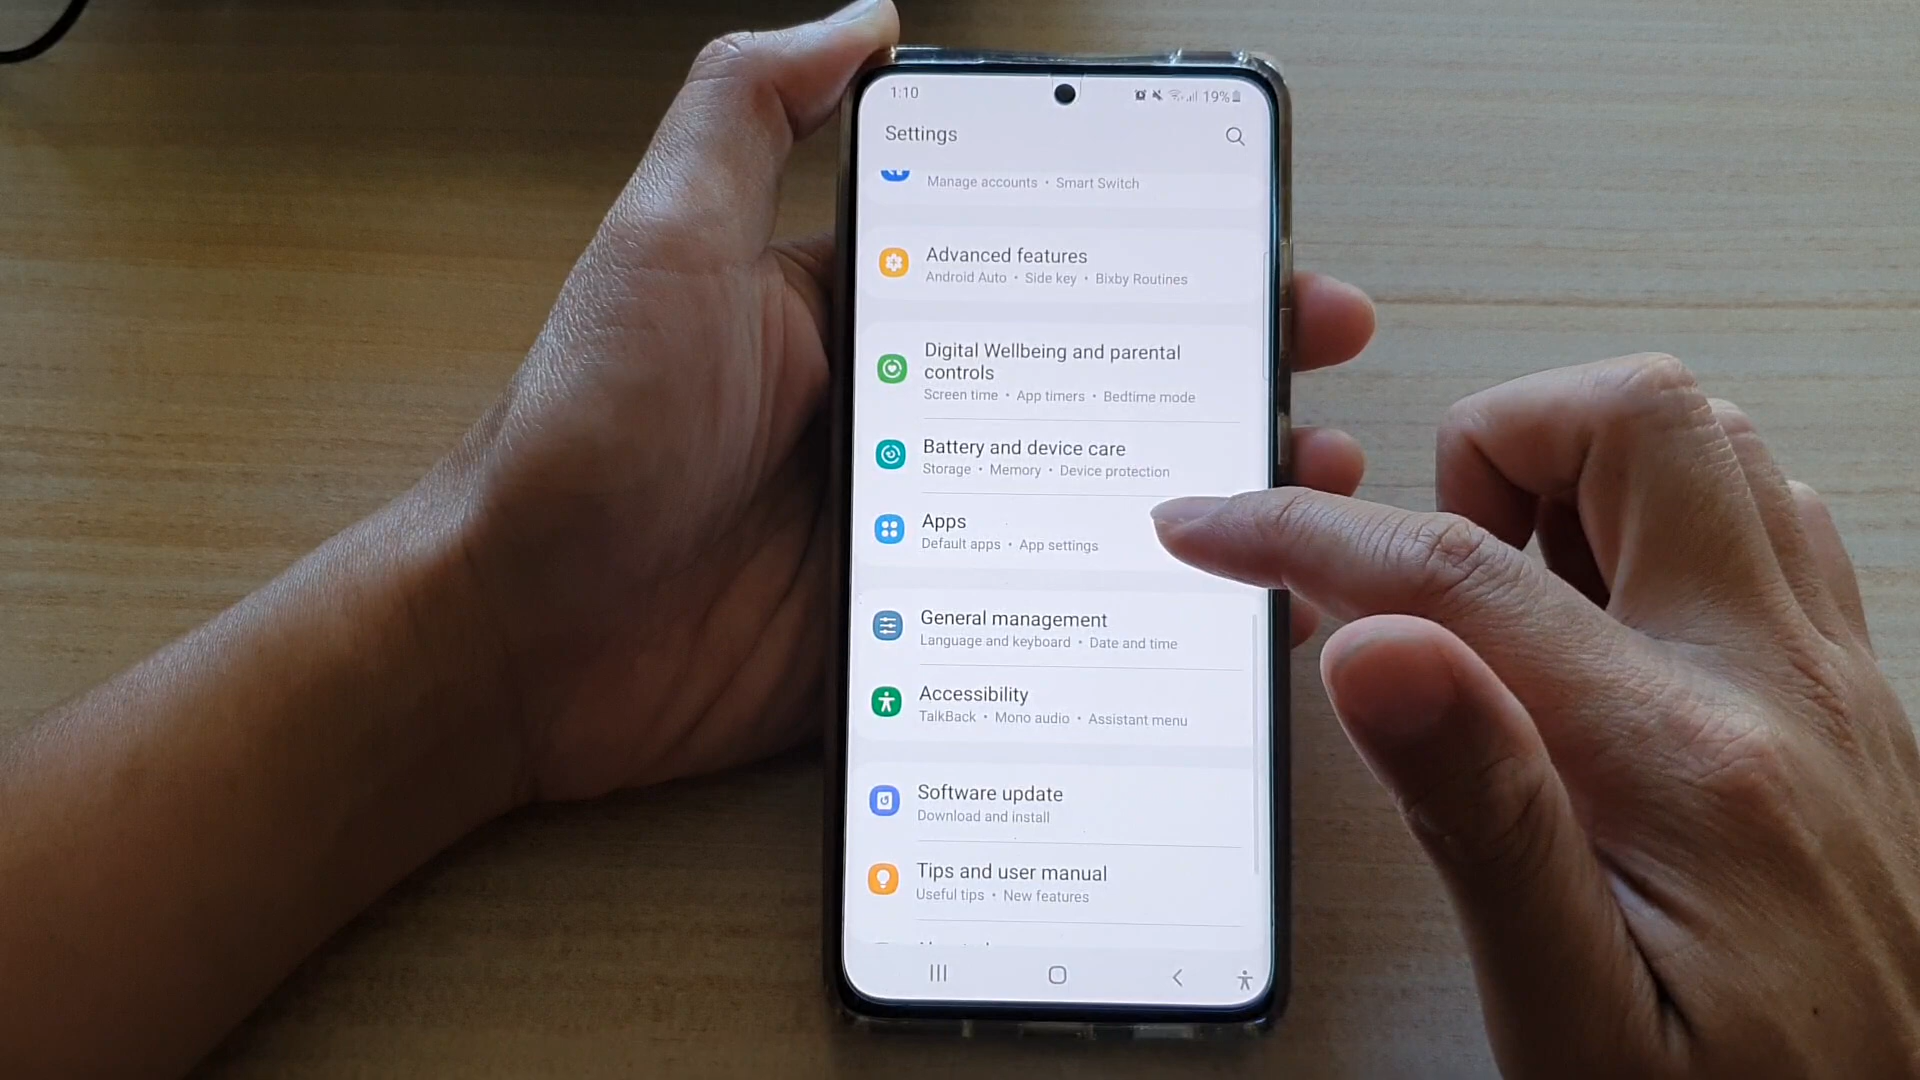 1:10
19%
Settings
Manage accounts • Smart Switch
Advanced features
Android Auto • Side key • Bixby Routines
Digital Wellbeing and parental
controls
Screen time • App timers • Bedtime mode
Battery and device care
Storage • Memory • Device protection
Apps
Default apps • App settings
General management
Language and keyboard • Date and time
Accessibility
TalkBack • Mono audio • Assistant menu
Software update
Download and install
Tips and user manual
Useful tips • New features